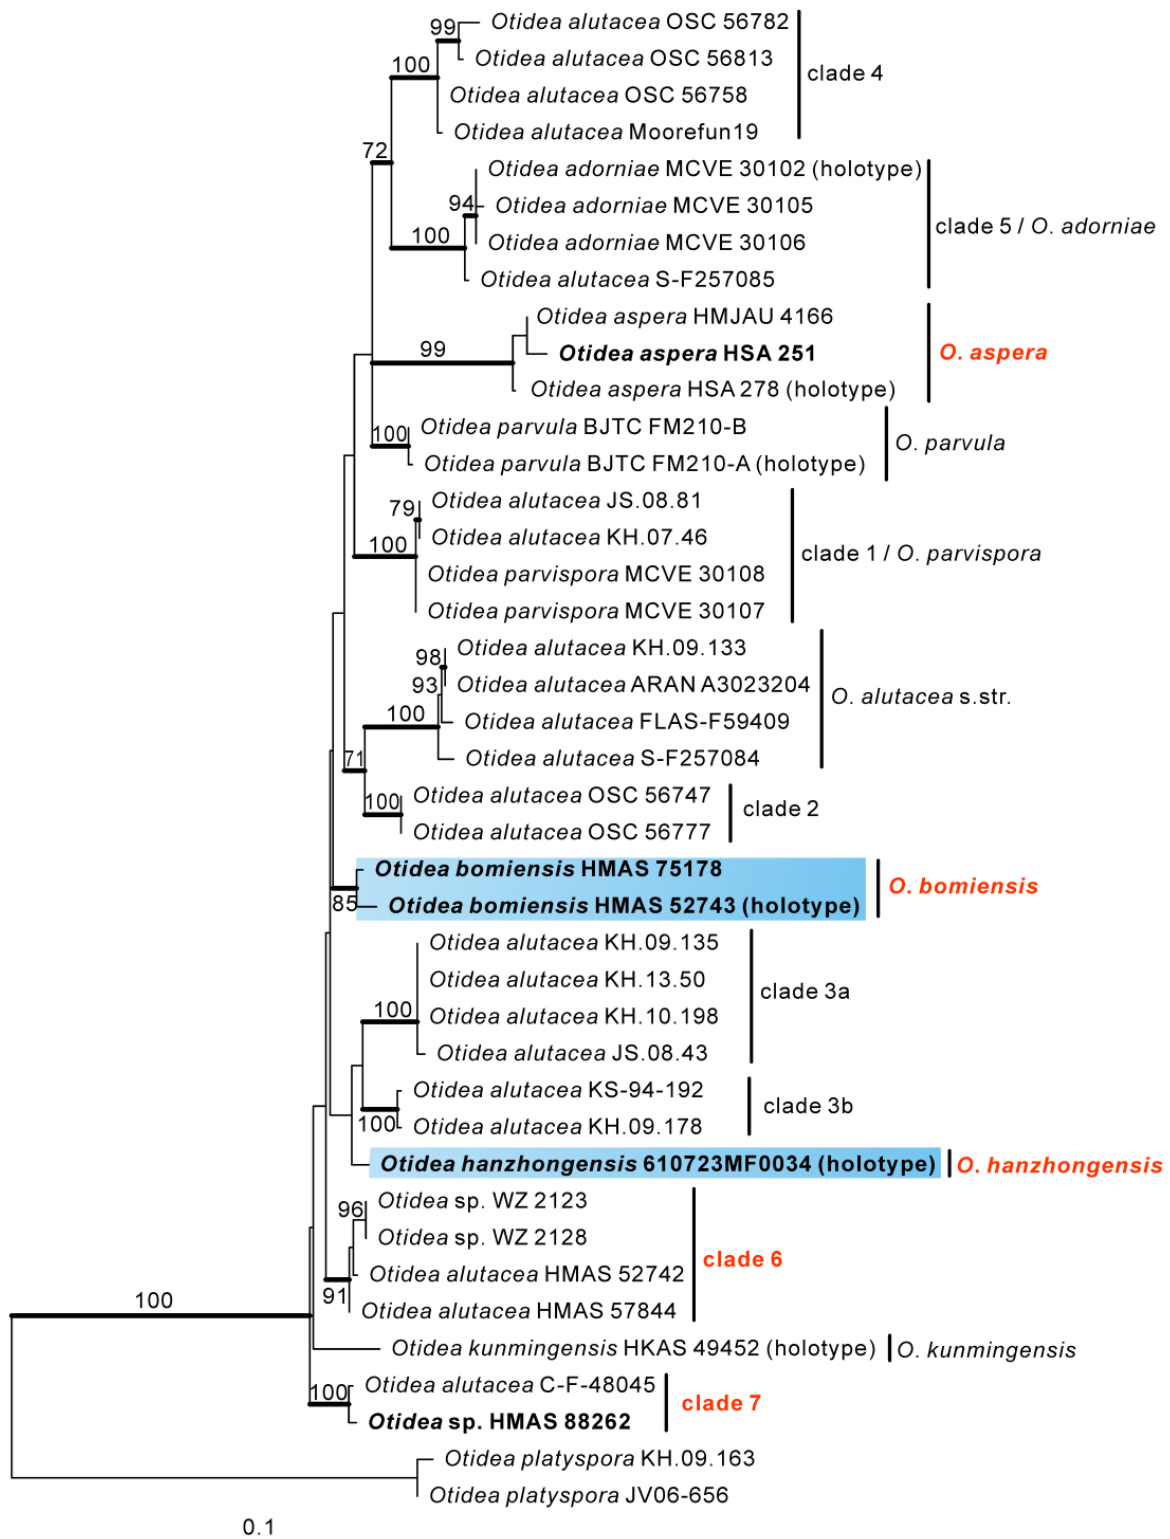 99
Otidea alutacea OSC 56782
Otidea alutacea OSC 56813
100
clade 4
Otidea alutacea OSC 56758
Otidea alutacea Moorefun19
72
Otidea adorniae MCVE 30102 (holotype)
94
Otidea adorniae MCVE 30105
100
Otidea adorniae MCVE 30106
clade 5 / O. adorniae
Otidea alutacea S-F257085
Otidea aspera HMJAU 4166
99
Otidea aspera HSA 251
O. aspera
Otidea aspera HSA 278 (holotype)
100
Otidea parvula BJTC FM210-B
O. parvula
Otidea parvula BJTC FM210-A (holotype)
79
Otidea alutacea JS.08.81
100
Otidea alutacea KH.07.46
clade 1 / O. parvispora
Otidea parvispora MCVE 30108
Otidea parvispora MCVE 30107
98
Otidea alutacea KH.09.133
93
Otidea alutacea ARAN A3023204
O. alutacea s.str.
100
Otidea alutacea FLAS-F59409
71
Otidea alutacea S-F257084
100
Otidea alutacea OSC 56747
clade 2
Otidea alutacea OSC 56777
Otidea bomiensis HMAS 75178
O. bomiensis
85
Otidea bomiensis HMAS 52743 (holotype)
Otidea alutacea KH.09.135
Otidea alutacea KH.13.50
clade 3a
100
Otidea alutacea KH.10.198
Otidea alutacea JS.08.43
Otidea alutacea KS-94-192
clade 3b
100
Otidea alutacea KH.09.178
Otidea hanzhongensis 610723MF0034 (holotype)
O. hanzhongensis
96
Otidea sp. WZ 2123
Otidea sp. WZ 2128
clade 6
Otidea alutacea HMAS 52742
91
Otidea alutacea HMAS 57844
100
Otidea kunmingensis HKAS 49452 (holotype)
O. kunmingensis
100
Otidea alutacea C-F-48045
clade 7
Otidea sp. HMAS 88262
Otidea platyspora KH.09.163
Otidea platyspora JV06-656
0.1